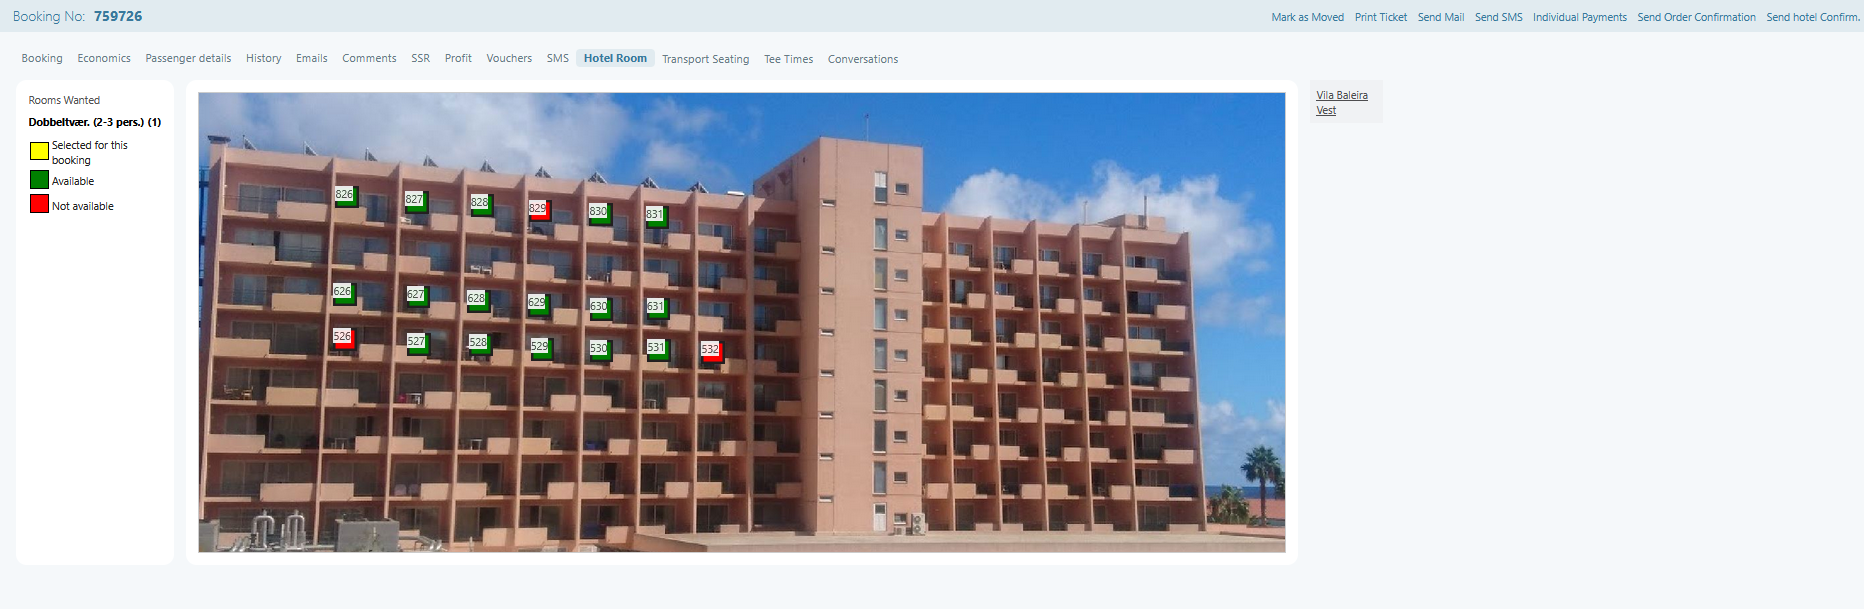 Booking No: 759726
Mark as Moved Print Ticket Send Mail Send SMS Individual Payments Send Order Confirmation Send hotel Confirm.
Booking Economics Passenger details History Emails Comments SSR Profit Vouchers SMS Hotel Room Transport Seating Tee Times Conversations
Rooms Wanted
Dobbeltvær. (2-3 pers.) (1)
Selected for this
booking
Available
Not available
826 827 828 829 830 831
626 627 628 629 630 631
526 527 528 529 530 531 532
Vila Baleira
Vest